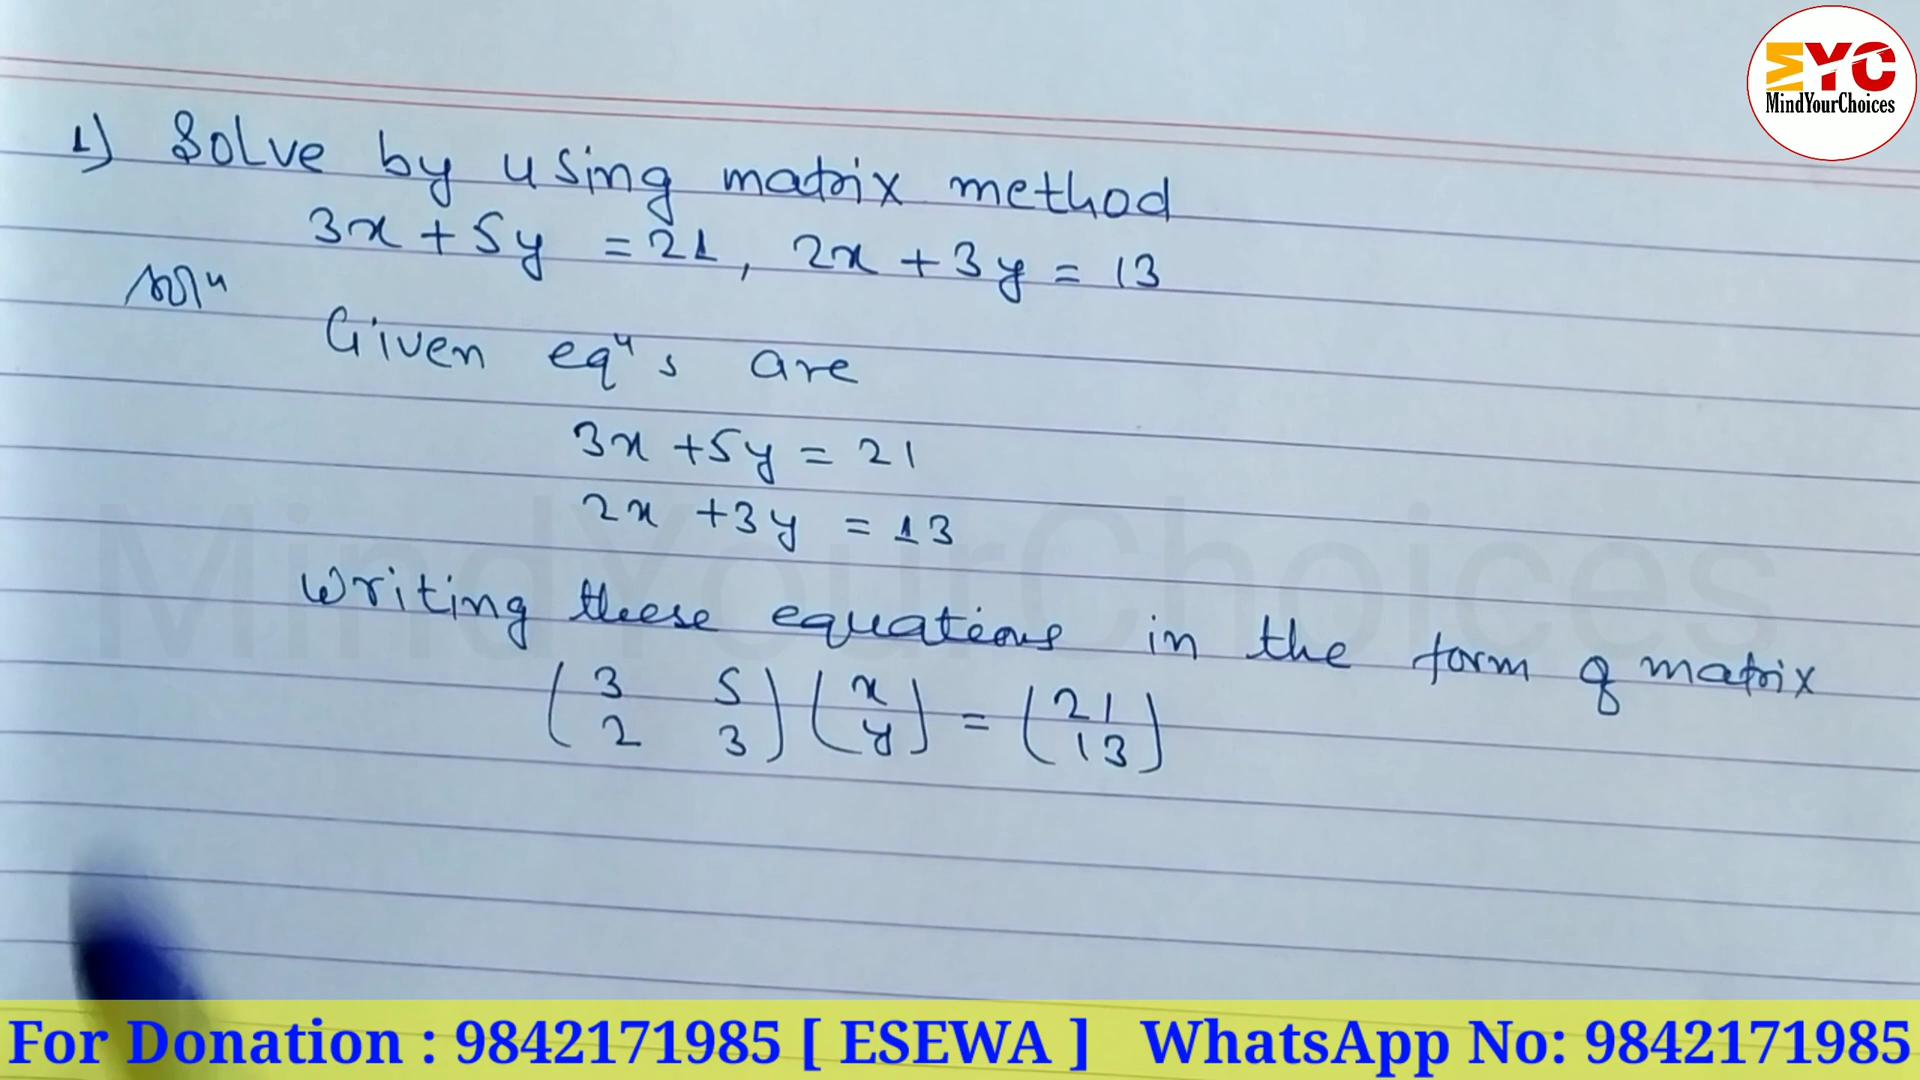 MYC
MindYourChoices
1) Solve by using matrix method
3x + 5y = 21, 2x + 3y = 13
Soln
Given eqns are
3x + 5y = 21
2x + 3y = 13
MindYourChoices
Writing these equations in the form of matrix
( 3 5 ) ( x ) = ( 21 )
( 2 3 ) ( y ) ( 13 )
For Donation : 9842171985 [ ESEWA ] WhatsApp No: 9842171985